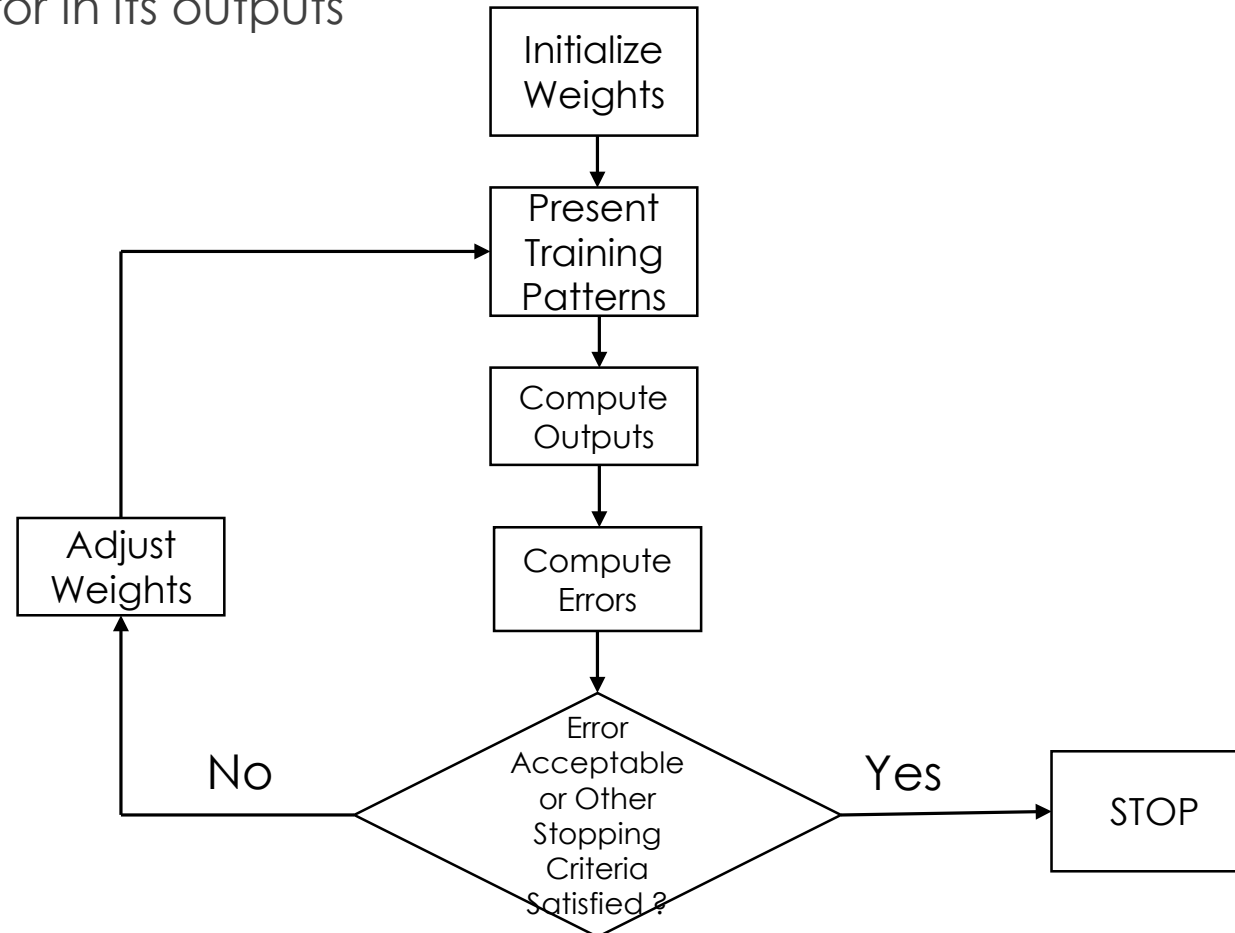 or in its outputs
Initialize
Weights
Present
Training
Patterns
Compute
Outputs
Adjust
Weights
Compute
Errors
No
Error
Acceptable
or Other
Stopping
Criteria
Satisfied ?
Yes
STOP